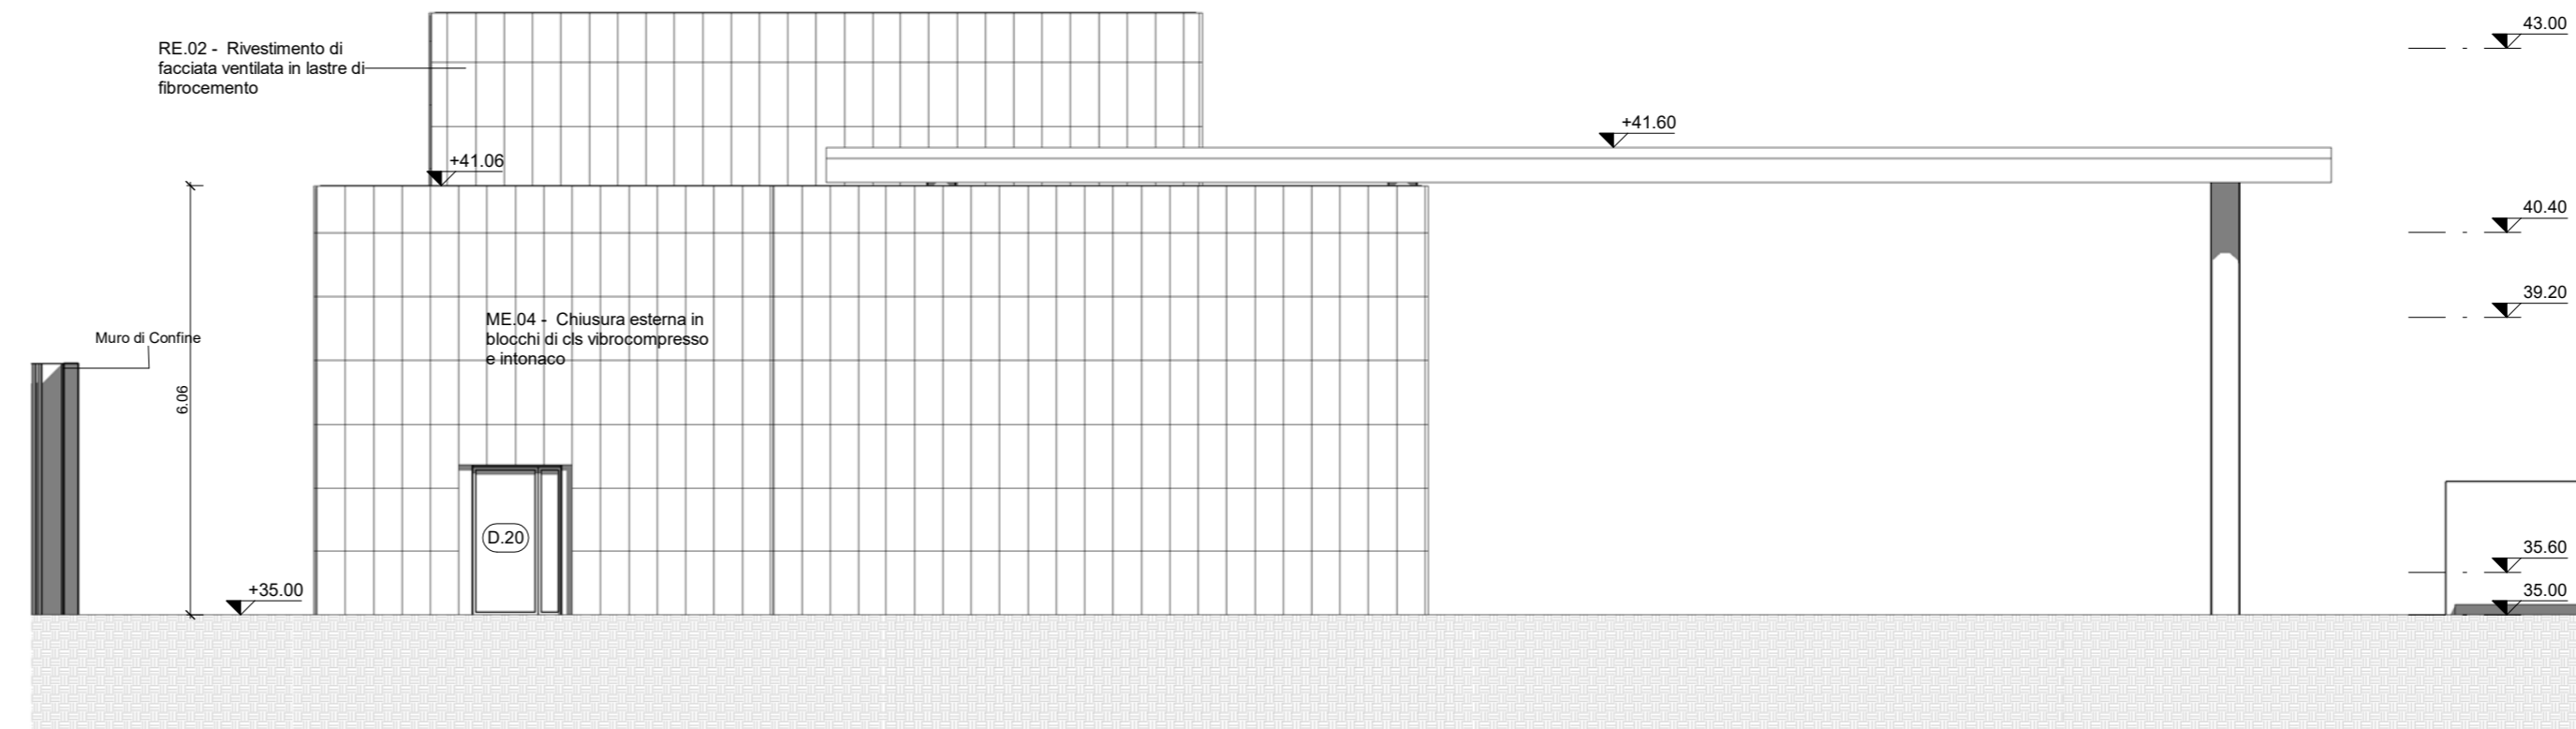 RE.02 - Rivestimento di
facciata ventilata in lastre di
fibrocemento
43.00
+41.60
+41.06
40.40
39.20
ME.04 - Chiusura esterna in
blocchi di cls vibrocompresso
e intonaco
Muro di Confine
6.06
D.20
35.60
+35.00
35.00